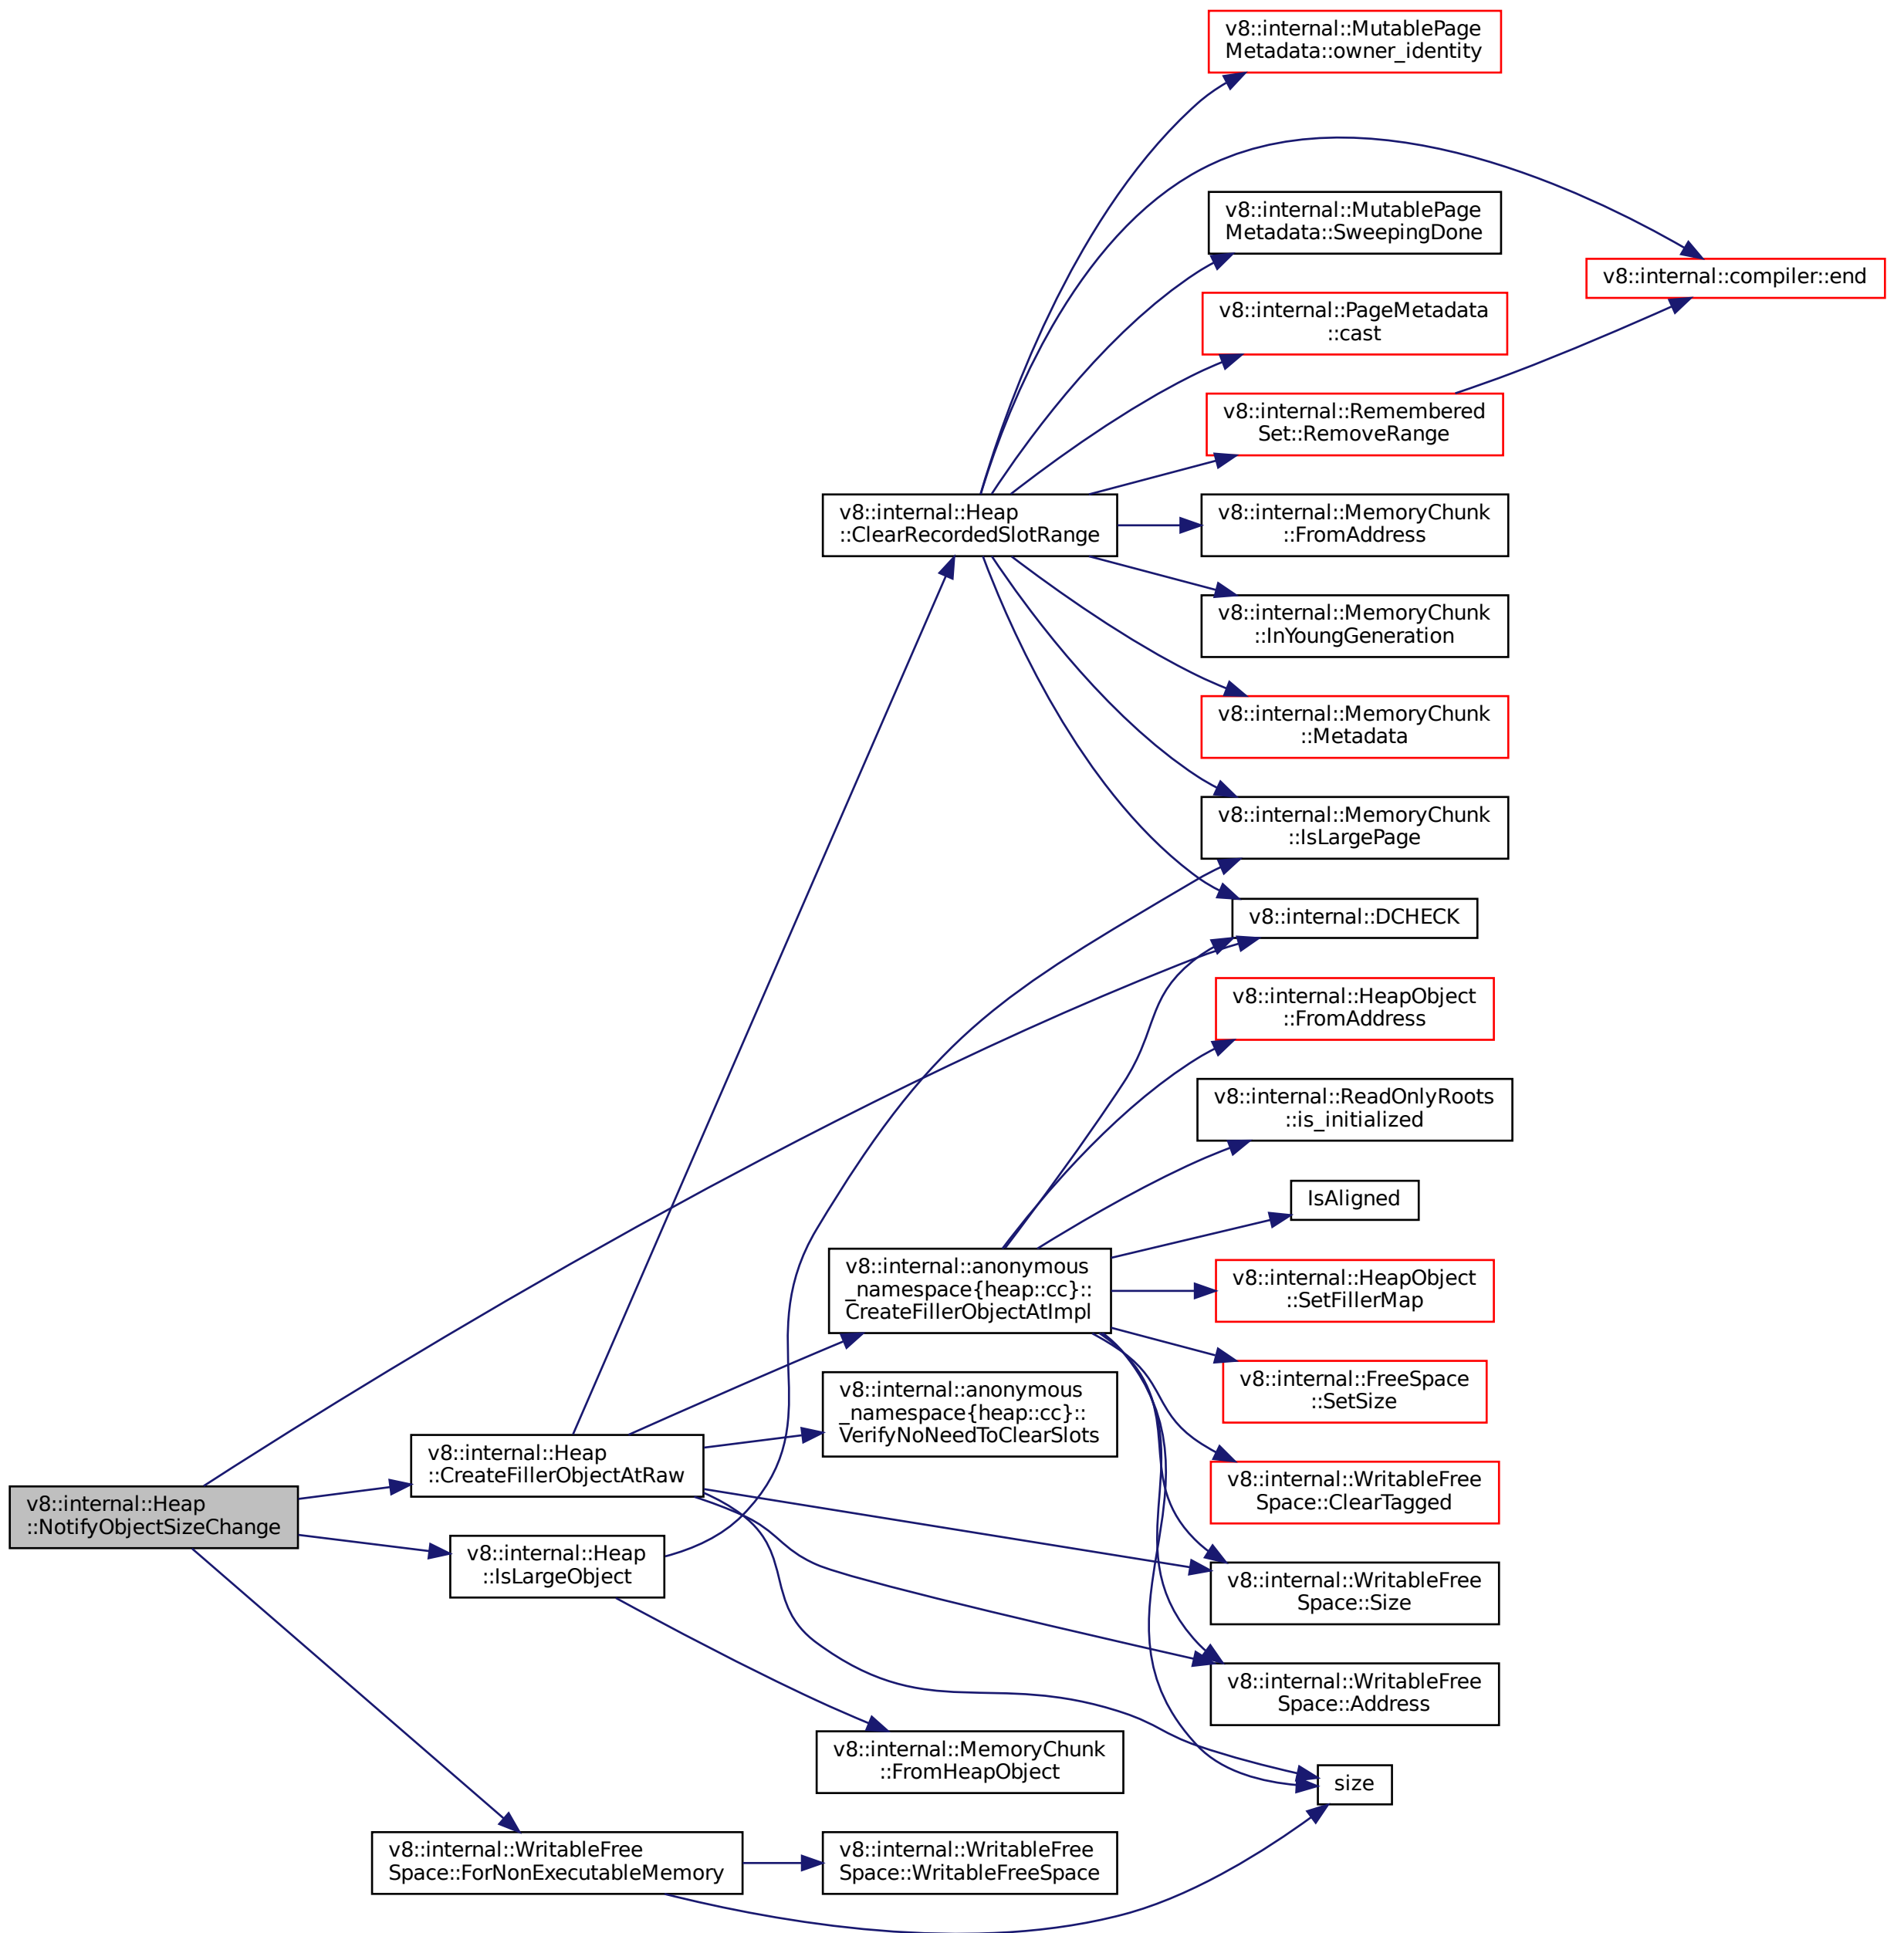 v8::internal::MutablePage
Metadata::owner_identity
v8::internal::MutablePage
Metadata::SweepingDone
v8::internal::compiler::end
v8::internal::PageMetadata
::cast
v8::internal::Remembered
Set::RemoveRange
v8::internal::Heap
::ClearRecordedSlotRange
v8::internal::MemoryChunk
::FromAddress
v8::internal::MemoryChunk
::InYoungGeneration
v8::internal::MemoryChunk
::Metadata
v8::internal::MemoryChunk
::IsLargePage
v8::internal::DCHECK
v8::internal::HeapObject
::FromAddress
v8::internal::ReadOnlyRoots
::is_initialized
IsAligned
v8::internal::anonymous
_namespace{heap::cc}::
CreateFillerObjectAtImpl
v8::internal::HeapObject
::SetFillerMap
v8::internal::FreeSpace
::SetSize
v8::internal::anonymous
_namespace{heap::cc}::
VerifyNoNeedToClearSlots
v8::internal::Heap
::CreateFillerObjectAtRaw
v8::internal::WritableFree
Space::ClearTagged
v8::internal::Heap
::NotifyObjectSizeChange
v8::internal::Heap
::IsLargeObject
v8::internal::WritableFree
Space::Size
v8::internal::WritableFree
Space::Address
v8::internal::MemoryChunk
::FromHeapObject
size
v8::internal::WritableFree
Space::ForNonExecutableMemory
v8::internal::WritableFree
Space::WritableFreeSpace